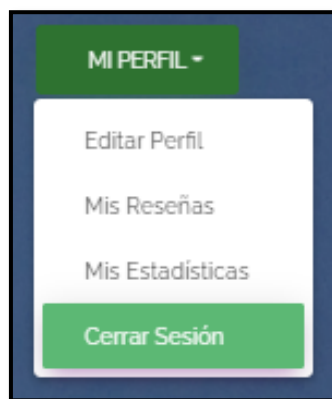 MI PERFIL
Editar Perfil
Mis Reseñas
Mis Estadísticas
Cerrar Sesión